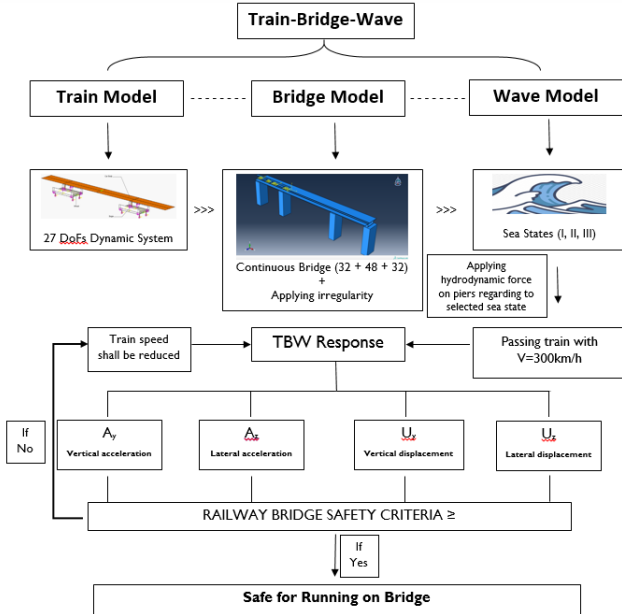 Train-Bridge-Wave
Train Model
Bridge Model
Wave Model
27 DoFs Dynamic System
>>>
Continuous Bridge (32 + 48 + 32)
+
Applying irregularity
>>>
Sea States (I, II, III)
Applying
hydrodynamic force
on piers regarding to
selected sea state
Train speed
shall be reduced
TBW Response
Passing train with
V=300km/h
If
No
Ay
Vertical acceleration
Az
Lateral acceleration
Uy
Vertical displacement
Uz
Lateral displacement
RAILWAY BRIDGE SAFETY CRITERIA ≥
If
Yes
Safe for Running on Bridge